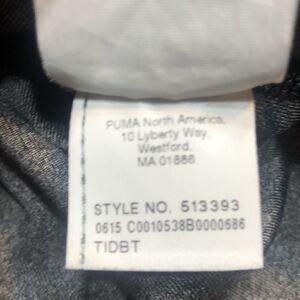 PUMA North America,
10 Lyberty Way,
Westford,
MA 01886
STYLE NO. 513393
0615 C0010538B0000686
TIDBT